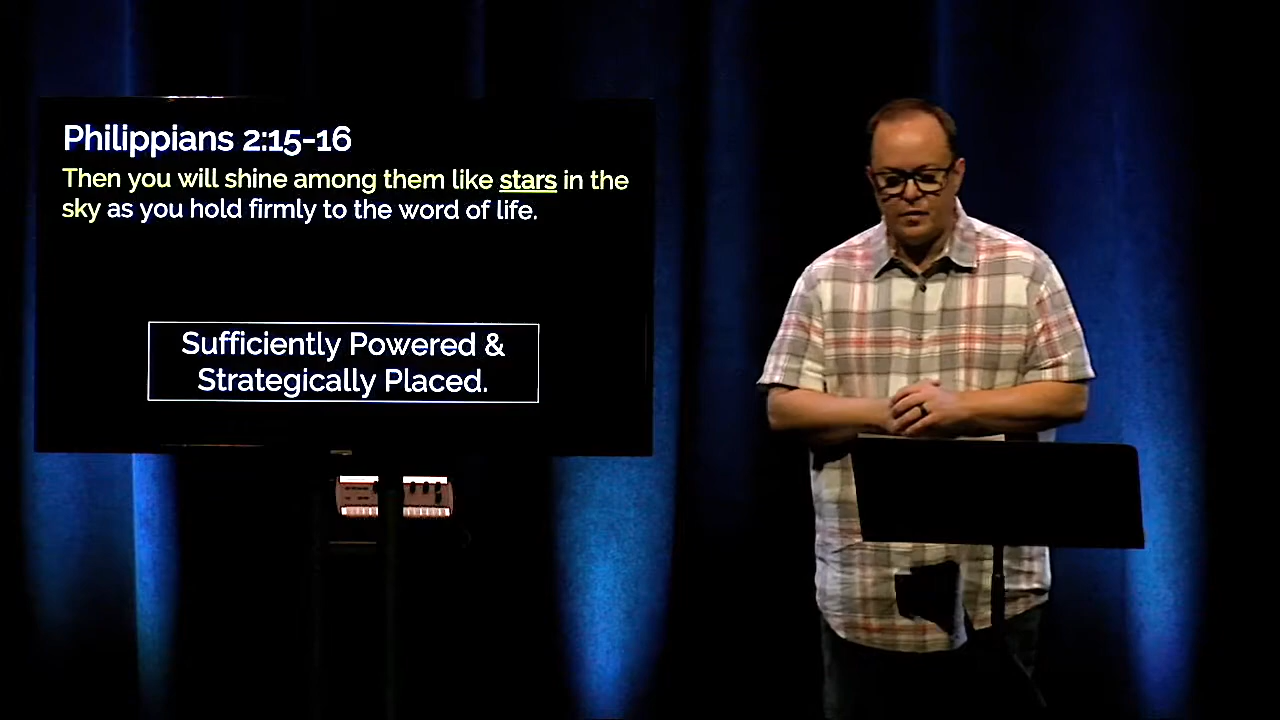 Philippians 2:15-16
Then you will shine among them like stars in the
sky as you hold firmly to the word of life.
Sufficiently Powered &
Strategically Placed.